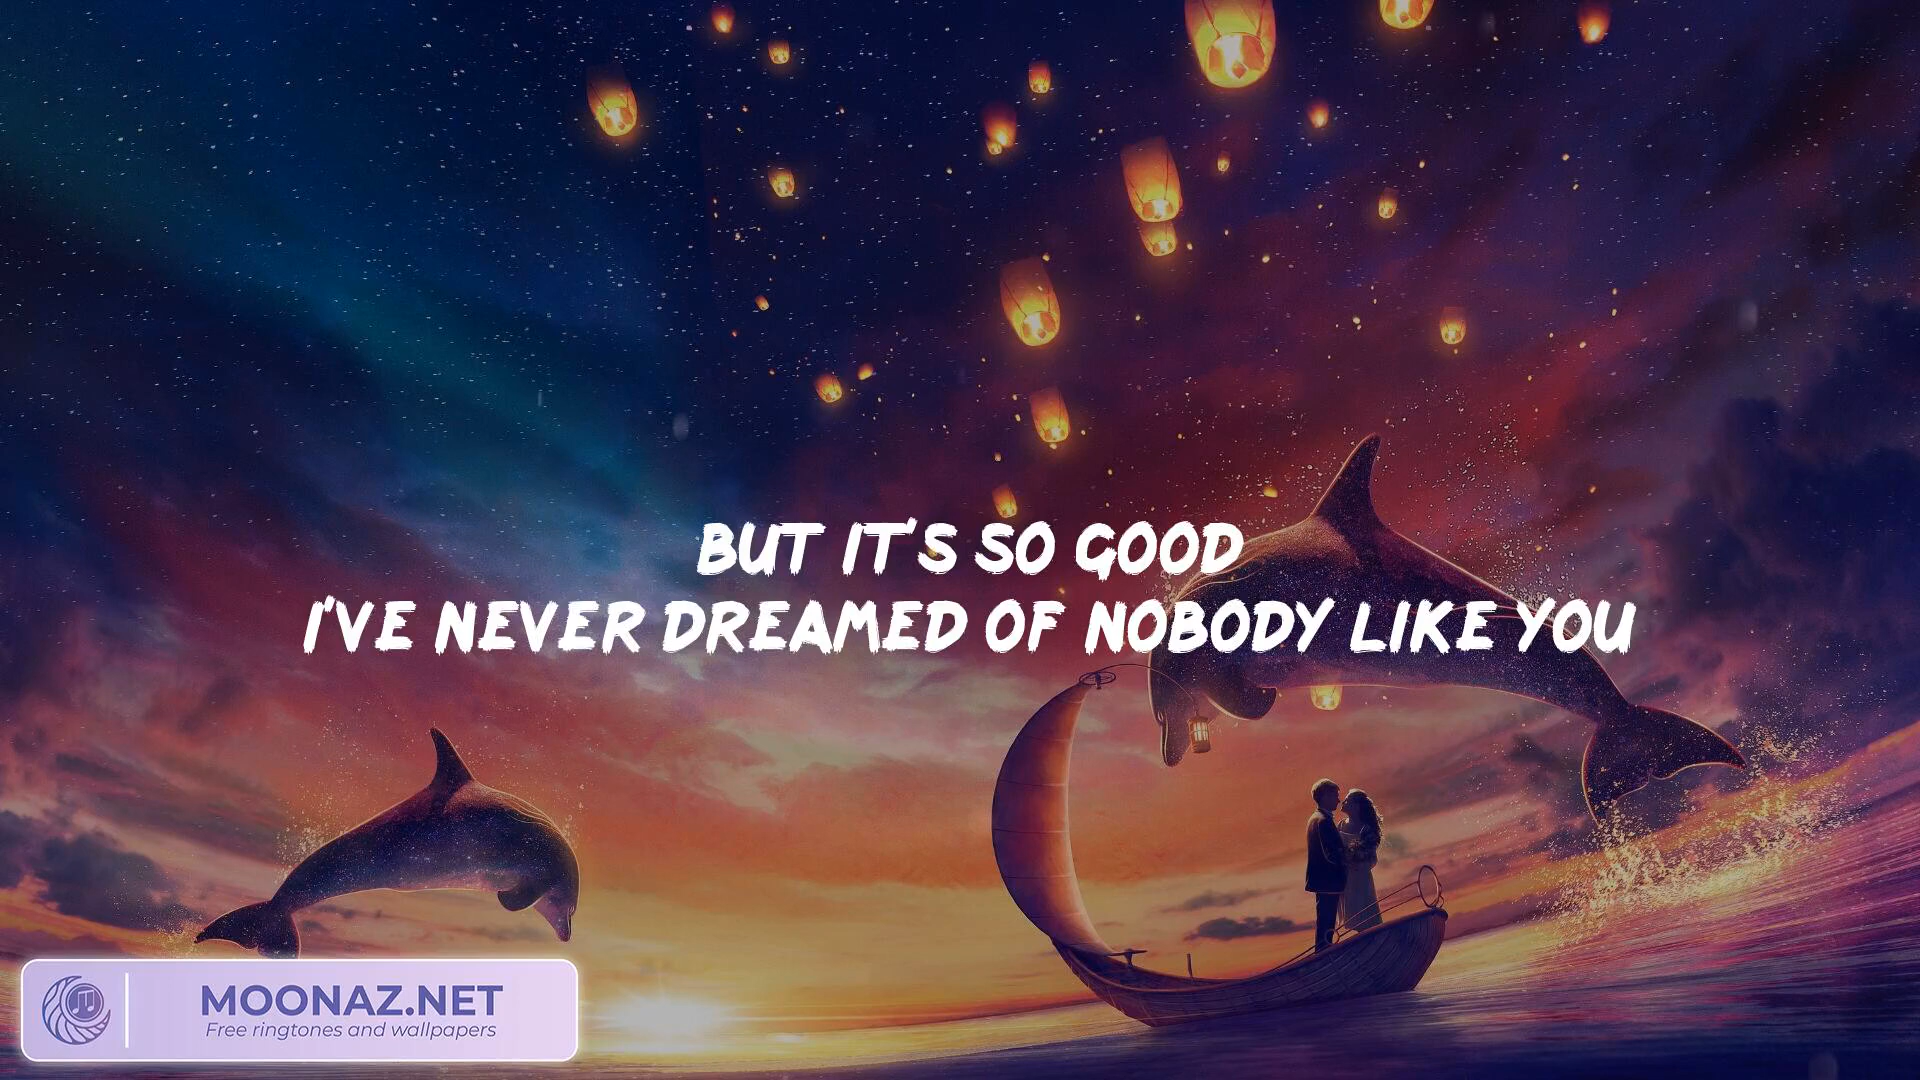 BUT IT'S SO GOOD
I'VE NEVER DREAMED OF NOBODY LIKE YOU
MOONAZ.NET
Free ringtones and wallpapers